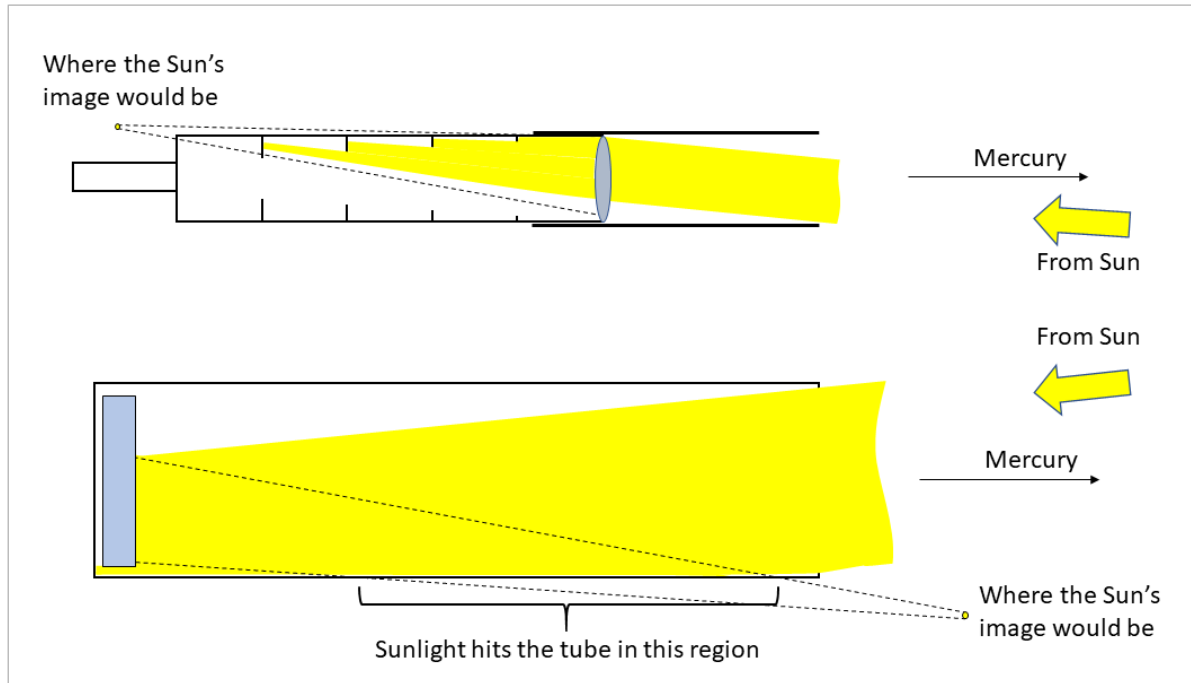 Where the Sun's
image would be
Mercury
From Sun
From Sun
Mercury
Where the Sun's
image would be
Sunlight hits the tube in this region